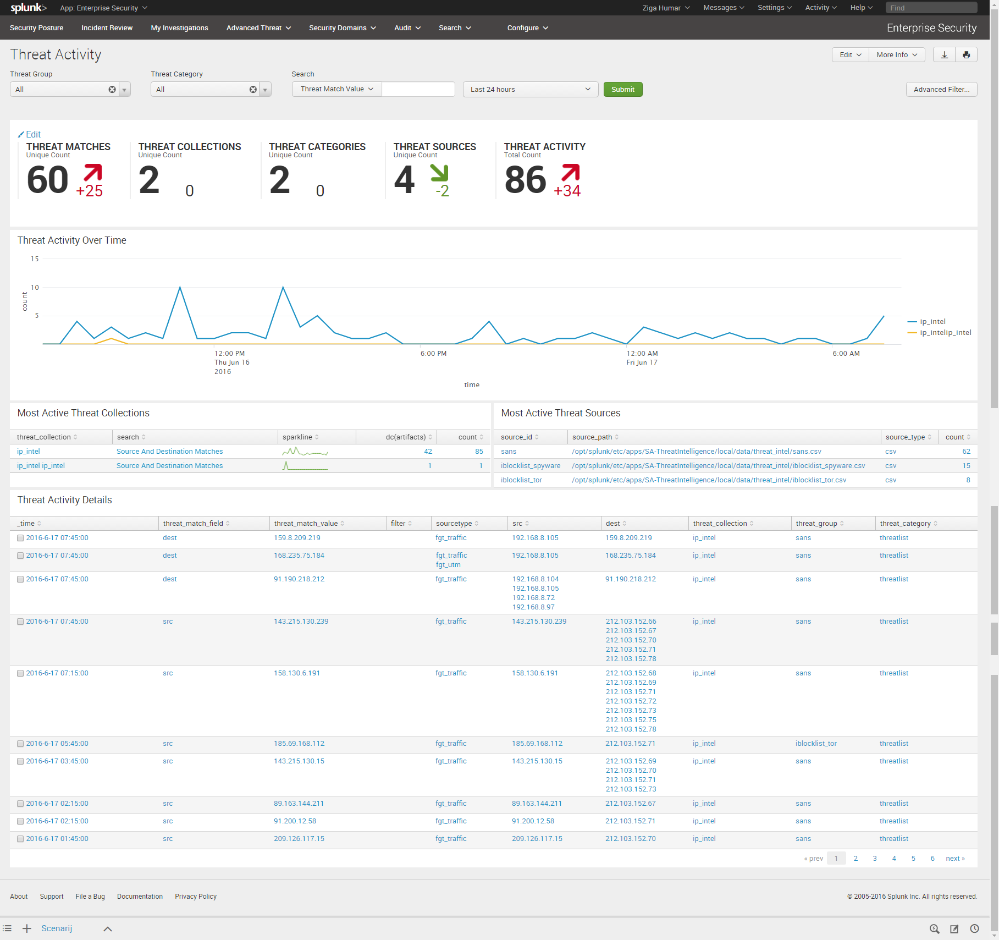 splunk> App: Enterprise Security Ziga Humar Messages Settings Activity Help Find
Security Posture Incident Review My Investigations Advanced Threat Security Domains Audit Search Configure Enterprise Security
Threat Activity
Edit More Info
Threat Group Threat Category Search
All All Threat Match Value Last 24 hours Submit Advanced Filter...
Edit
THREAT MATCHES THREAT COLLECTIONS THREAT CATEGORIES THREAT SOURCES THREAT ACTIVITY
Unique Count Unique Count Unique Count Unique Count Total Count
60 +25 2 0 2 0 4 -2 86 +34
Threat Activity Over Time
15
10
5
count
ip_intel
ip_intelip_intel
12:00 PM 6:00 PM 12:00 AM 6:00 AM
Thu Jun 16 Fri Jun 17
2016
time
Most Active Threat Collections
threat_collection search sparkline dc(artifacts) count
ip_intel Source And Destination Matches 42 85
ip_intel ip_intel Source And Destination Matches 1 1
Most Active Threat Sources
source_id source_path source_type count
sans /opt/splunk/etc/apps/SA-ThreatIntelligence/local/data/threat_intel/sans.csv csv 62
iblocklist_spyware /opt/splunk/etc/apps/SA-ThreatIntelligence/local/data/threat_intel/iblocklist_spyware.csv csv 15
iblocklist_tor /opt/splunk/etc/apps/SA-ThreatIntelligence/local/data/threat_intel/iblocklist_tor.csv csv 8
Threat Activity Details
_time threat_match_field threat_match_value filter sourcetype src dest threat_collection threat_group threat_category
2016-6-17 07:45:00 dest 159.8.209.219 fgt_traffic 192.168.8.105 159.8.209.219 ip_intel sans threatlist
2016-6-17 07:45:00 dest 168.235.75.184 fgt_traffic 192.168.8.105 168.235.75.184 ip_intel sans threatlist
fgt_utm
2016-6-17 07:45:00 dest 91.190.218.212 fgt_traffic 192.168.8.104 91.190.218.212 ip_intel sans threatlist
192.168.8.105
192.168.8.72
192.168.8.97
2016-6-17 07:45:00 src 143.215.130.239 fgt_traffic 143.215.130.239 212.103.152.66 ip_intel sans threatlist
212.103.152.67
212.103.152.70
212.103.152.71
212.103.152.78
2016-6-17 07:15:00 src 158.130.6.191 fgt_traffic 158.130.6.191 212.103.152.68 ip_intel sans threatlist
212.103.152.69
212.103.152.71
212.103.152.72
212.103.152.73
212.103.152.75
212.103.152.78
2016-6-17 05:45:00 src 185.69.168.112 fgt_traffic 185.69.168.112 212.103.152.71 ip_intel iblocklist_tor threatlist
2016-6-17 03:45:00 src 143.215.130.15 fgt_traffic 143.215.130.15 212.103.152.69 ip_intel sans threatlist
212.103.152.70
212.103.152.71
212.103.152.73
2016-6-17 02:15:00 src 89.163.144.211 fgt_traffic 89.163.144.211 212.103.152.67 ip_intel sans threatlist
2016-6-17 02:15:00 src 91.200.12.58 fgt_traffic 91.200.12.58 212.103.152.71 ip_intel sans threatlist
2016-6-17 01:45:00 src 209.126.117.15 fgt_traffic 209.126.117.15 212.103.152.70 ip_intel sans threatlist
« prev 1 2 3 4 5 6 next »
About Support File a Bug Documentation Privacy Policy © 2005-2016 Splunk Inc. All rights reserved.
Scenarij